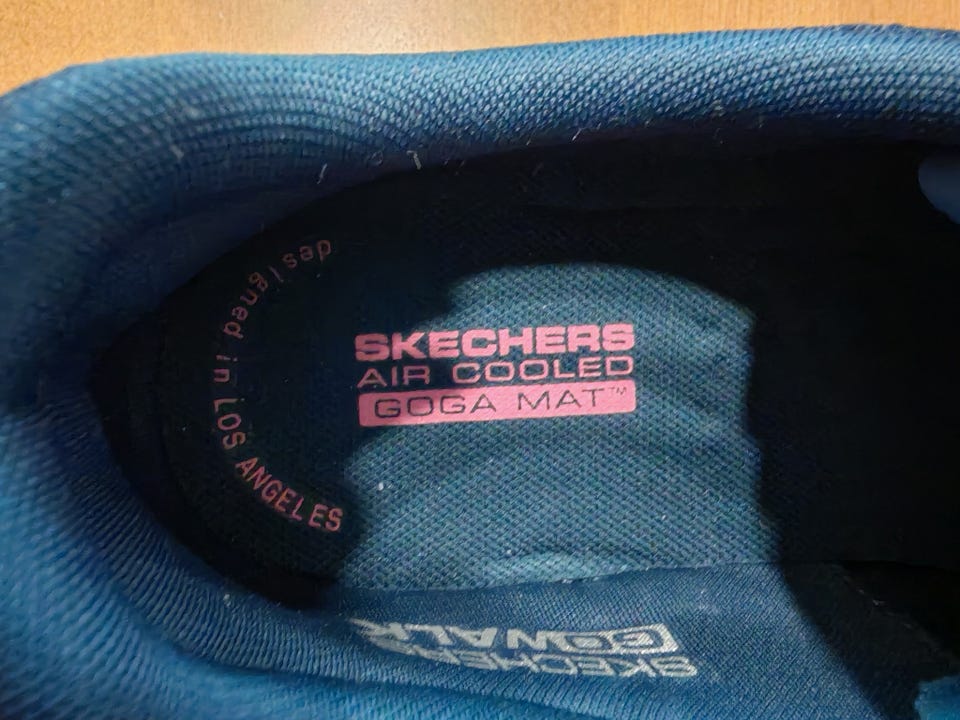 SKECHERS
AIR COOLED
GOGA MAT™
designed in LOS ANGELES
SKECHERS
GOWALK